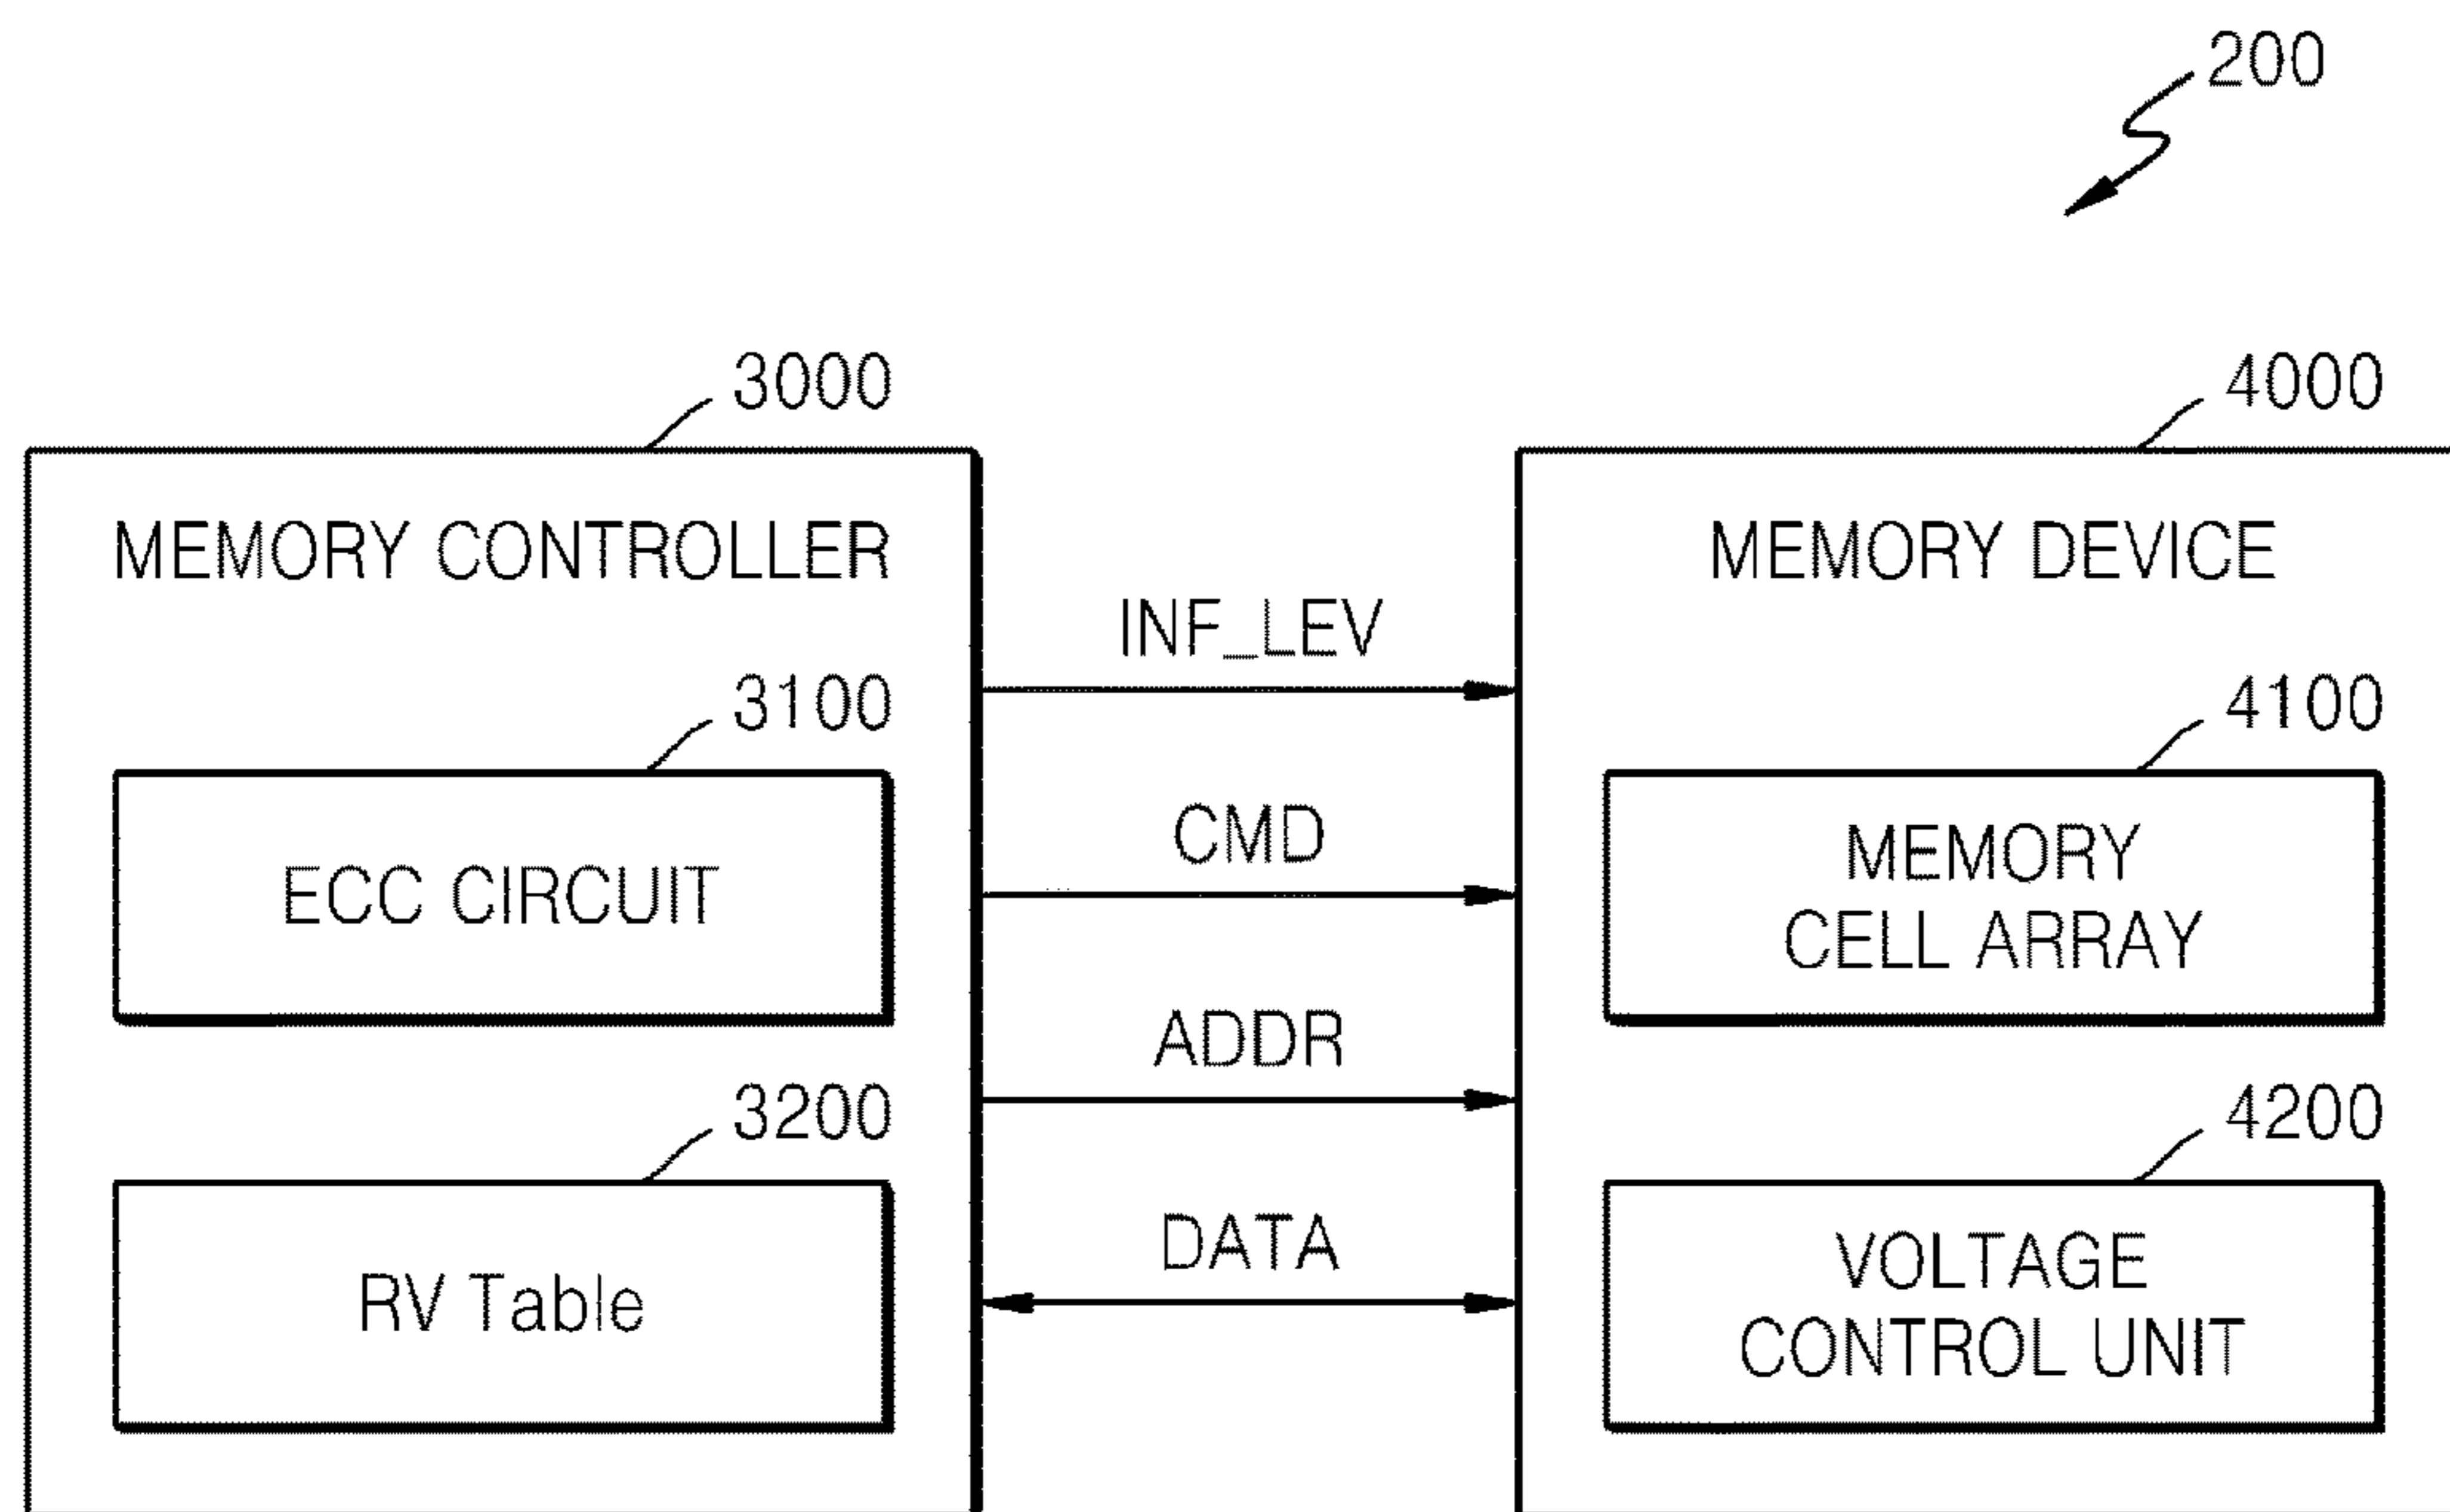 200
3000
4000
MEMORY CONTROLLER
MEMORY DEVICE
INF_LEV
3100
4100
CMD
ECC CIRCUIT
MEMORY
CELL ARRAY
ADDR
3200
4200
DATA
RV Table
VOLTAGE
CONTROL UNIT